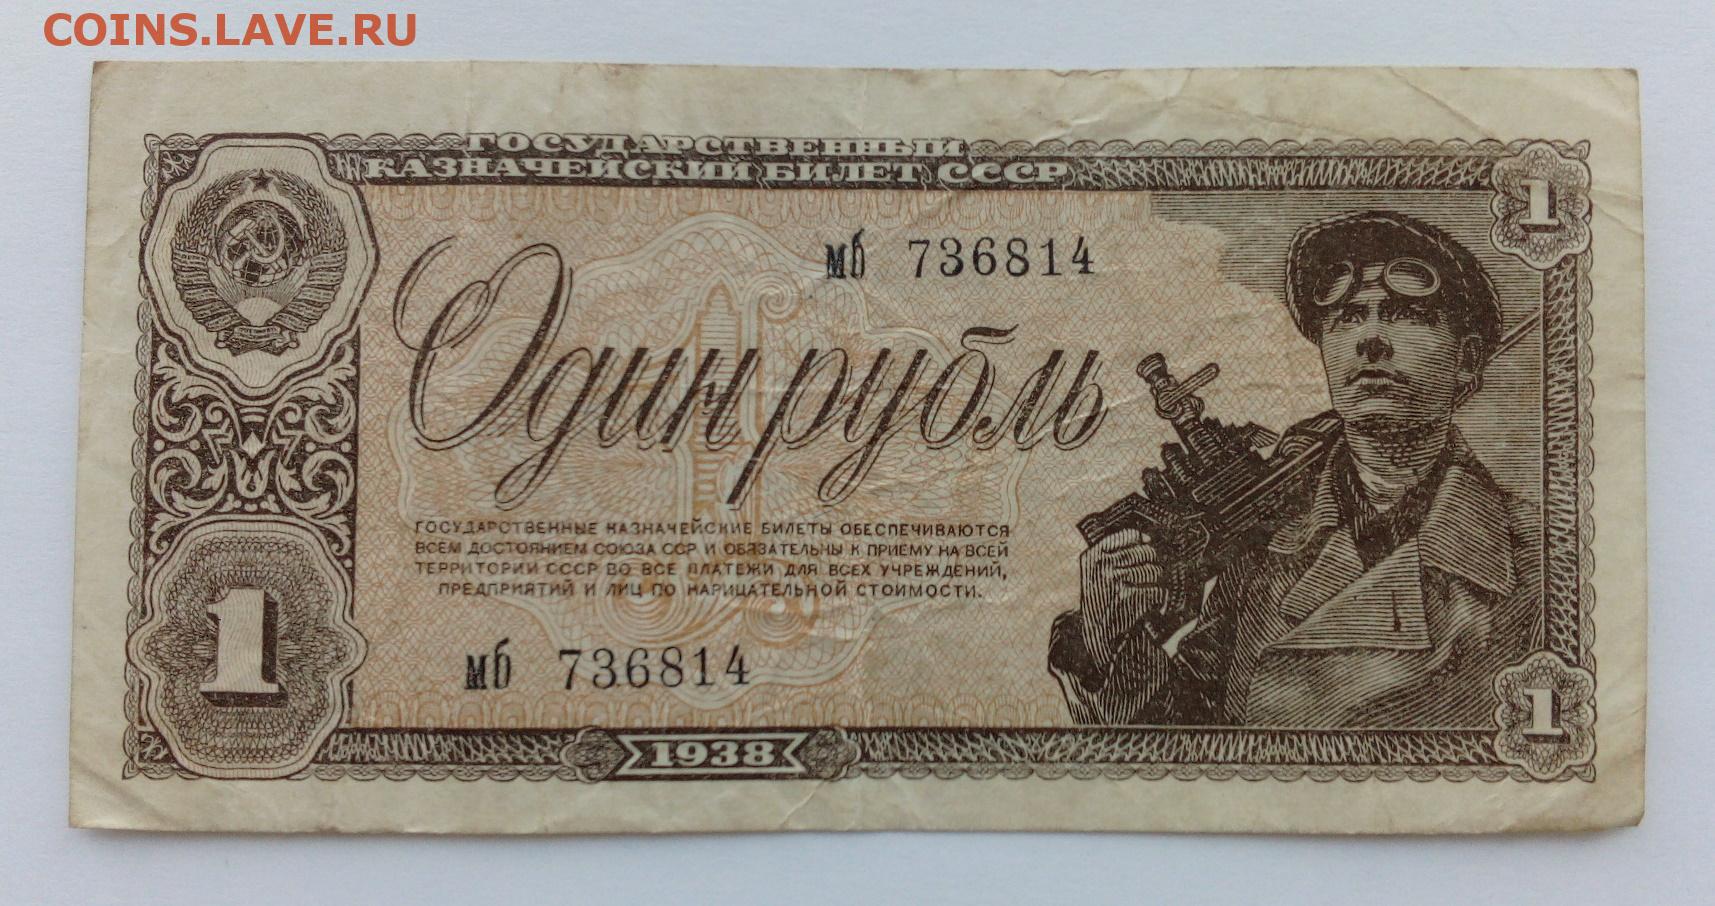 COINS.LAVE.RU
ГОСУДАРСТВЕННЫЙ
КАЗНАЧЕЙСКИЙ БИЛЕТ СССР
1
мб 736814
Один рубль
ГОСУДАРСТВЕННЫЕ КАЗНАЧЕЙСКИЕ БИЛЕТЫ ОБЕСПЕЧИВАЮТСЯ
ВСЕМ ДОСТОЯНИЕМ СОЮЗА ССР И ОБЯЗАТЕЛЬНЫ К ПРИЕМУ НА ВСЕЙ
ТЕРРИТОРИИ СССР ВО ВСЕ ПЛАТЕЖИ ДЛЯ ВСЕХ УЧРЕЖДЕНИЙ,
ПРЕДПРИЯТИЙ И ЛИЦ ПО НАРИЦАТЕЛЬНОЙ СТОИМОСТИ.
1
мб 736814
1
1938